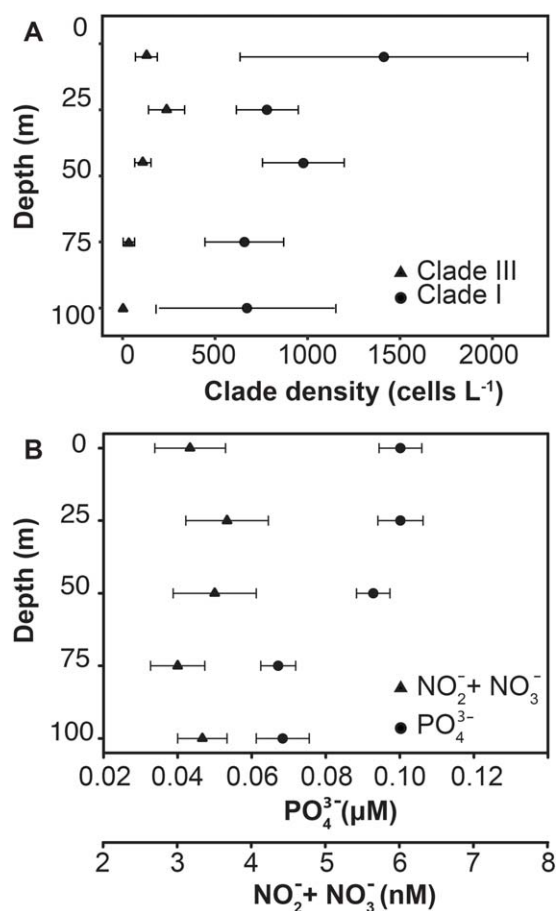 A
0
25
50
75
100
Depth (m)
▲ Clade III
● Clade I
0 500 1000 1500 2000
Clade density (cells L⁻¹)
B
0
25
50
75
100
Depth (m)
▲ NO₂⁻+ NO₃⁻
● PO₄³⁻
0.02 0.04 0.06 0.08 0.10 0.12
PO₄³⁻(µM)
2 3 4 5 6 7 8
NO₂⁻+ NO₃⁻ (nM)